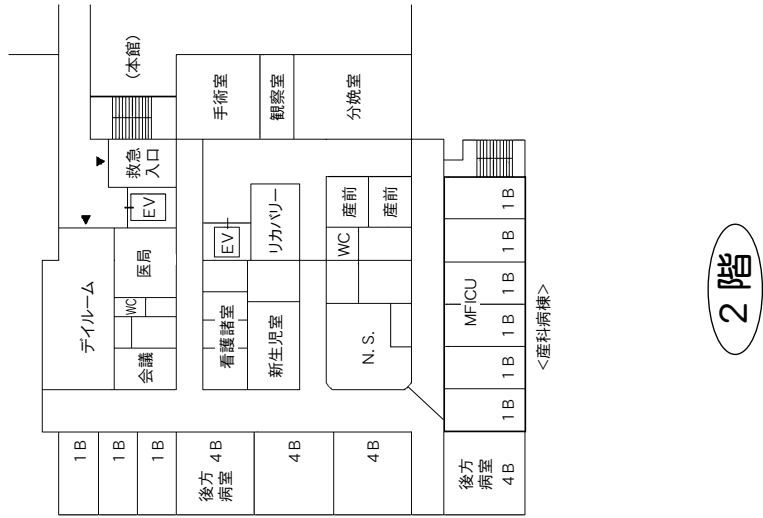 (本館)
手術室
観察室
分娩室
救急
入口
EV
EV
リカバリー
産前
産前
WC
デイルーム
医局
WC
会議
看護諸室
新生児室
N. S.
MFICU
1B
1B
1B
1B
1B
1B
<産科病棟>
1B
1B
1B
後方
病室
4B
4B
4B
後方
病室
4B
2階